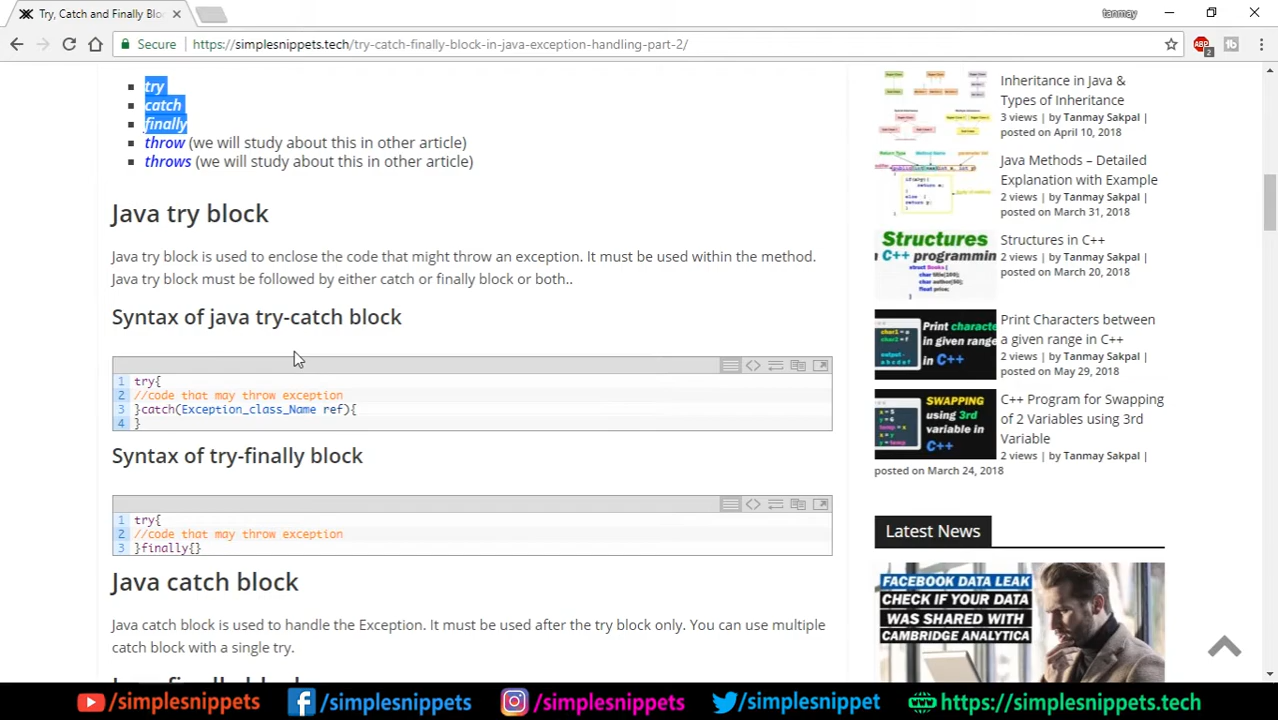 Try, Catch and Finally Blo
tanmay
Secure
https://simplesnippets.tech/try-catch-finally-block-in-java-exception-handling-part-2/
ABP
2
try
catch
finally
throw (we will study about this in other article)
throws (we will study about this in other article)
Java try block
Java try block is used to enclose the code that might throw an exception. It must be used within the method.
Java try block must be followed by either catch or finally block or both..
Syntax of java try-catch block
1 try{
2 //code that may throw exception
3 }catch(Exception_class_Name ref){
4 }
Syntax of try-finally block
1 try{
2 //code that may throw exception
3 }finally{}
Java catch block
Java catch block is used to handle the Exception. It must be used after the try block only. You can use multiple
catch block with a single try.
Inheritance in Java &
Types of Inheritance
3 views | by Tanmay Sakpal |
posted on April 10, 2018
Java Methods – Detailed
Explanation with Example
2 views | by Tanmay Sakpal |
posted on March 31, 2018
Structures
in C++ programmin
Structures in C++
2 views | by Tanmay Sakpal |
posted on March 20, 2018
Print characte
in given range
in C++
Print Characters between
a given range in C++
2 views | by Tanmay Sakpal |
posted on May 29, 2018
SWAPPING
using 3rd
variable in
C++
C++ Program for Swapping
of 2 Variables using 3rd
Variable
2 views | by Tanmay Sakpal |
posted on March 24, 2018
Latest News
FACEBOOK DATA LEAK
CHECK IF YOUR DATA
WAS SHARED WITH
CAMBRIDGE ANALYTICA
/simplesnippets
/simplesnippets
/simplesnippets
/simplesnippet
https://simplesnippets.tech